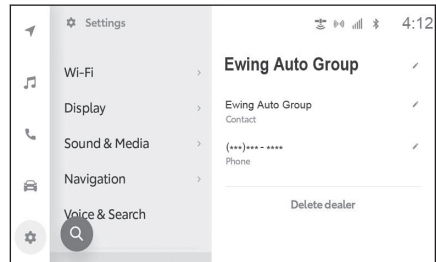 Settings
4:12
Wi-Fi
Display
Sound & Media
Navigation
Voice & Search
Ewing Auto Group
Ewing Auto Group
Contact
(***)***-****
Phone
Delete dealer